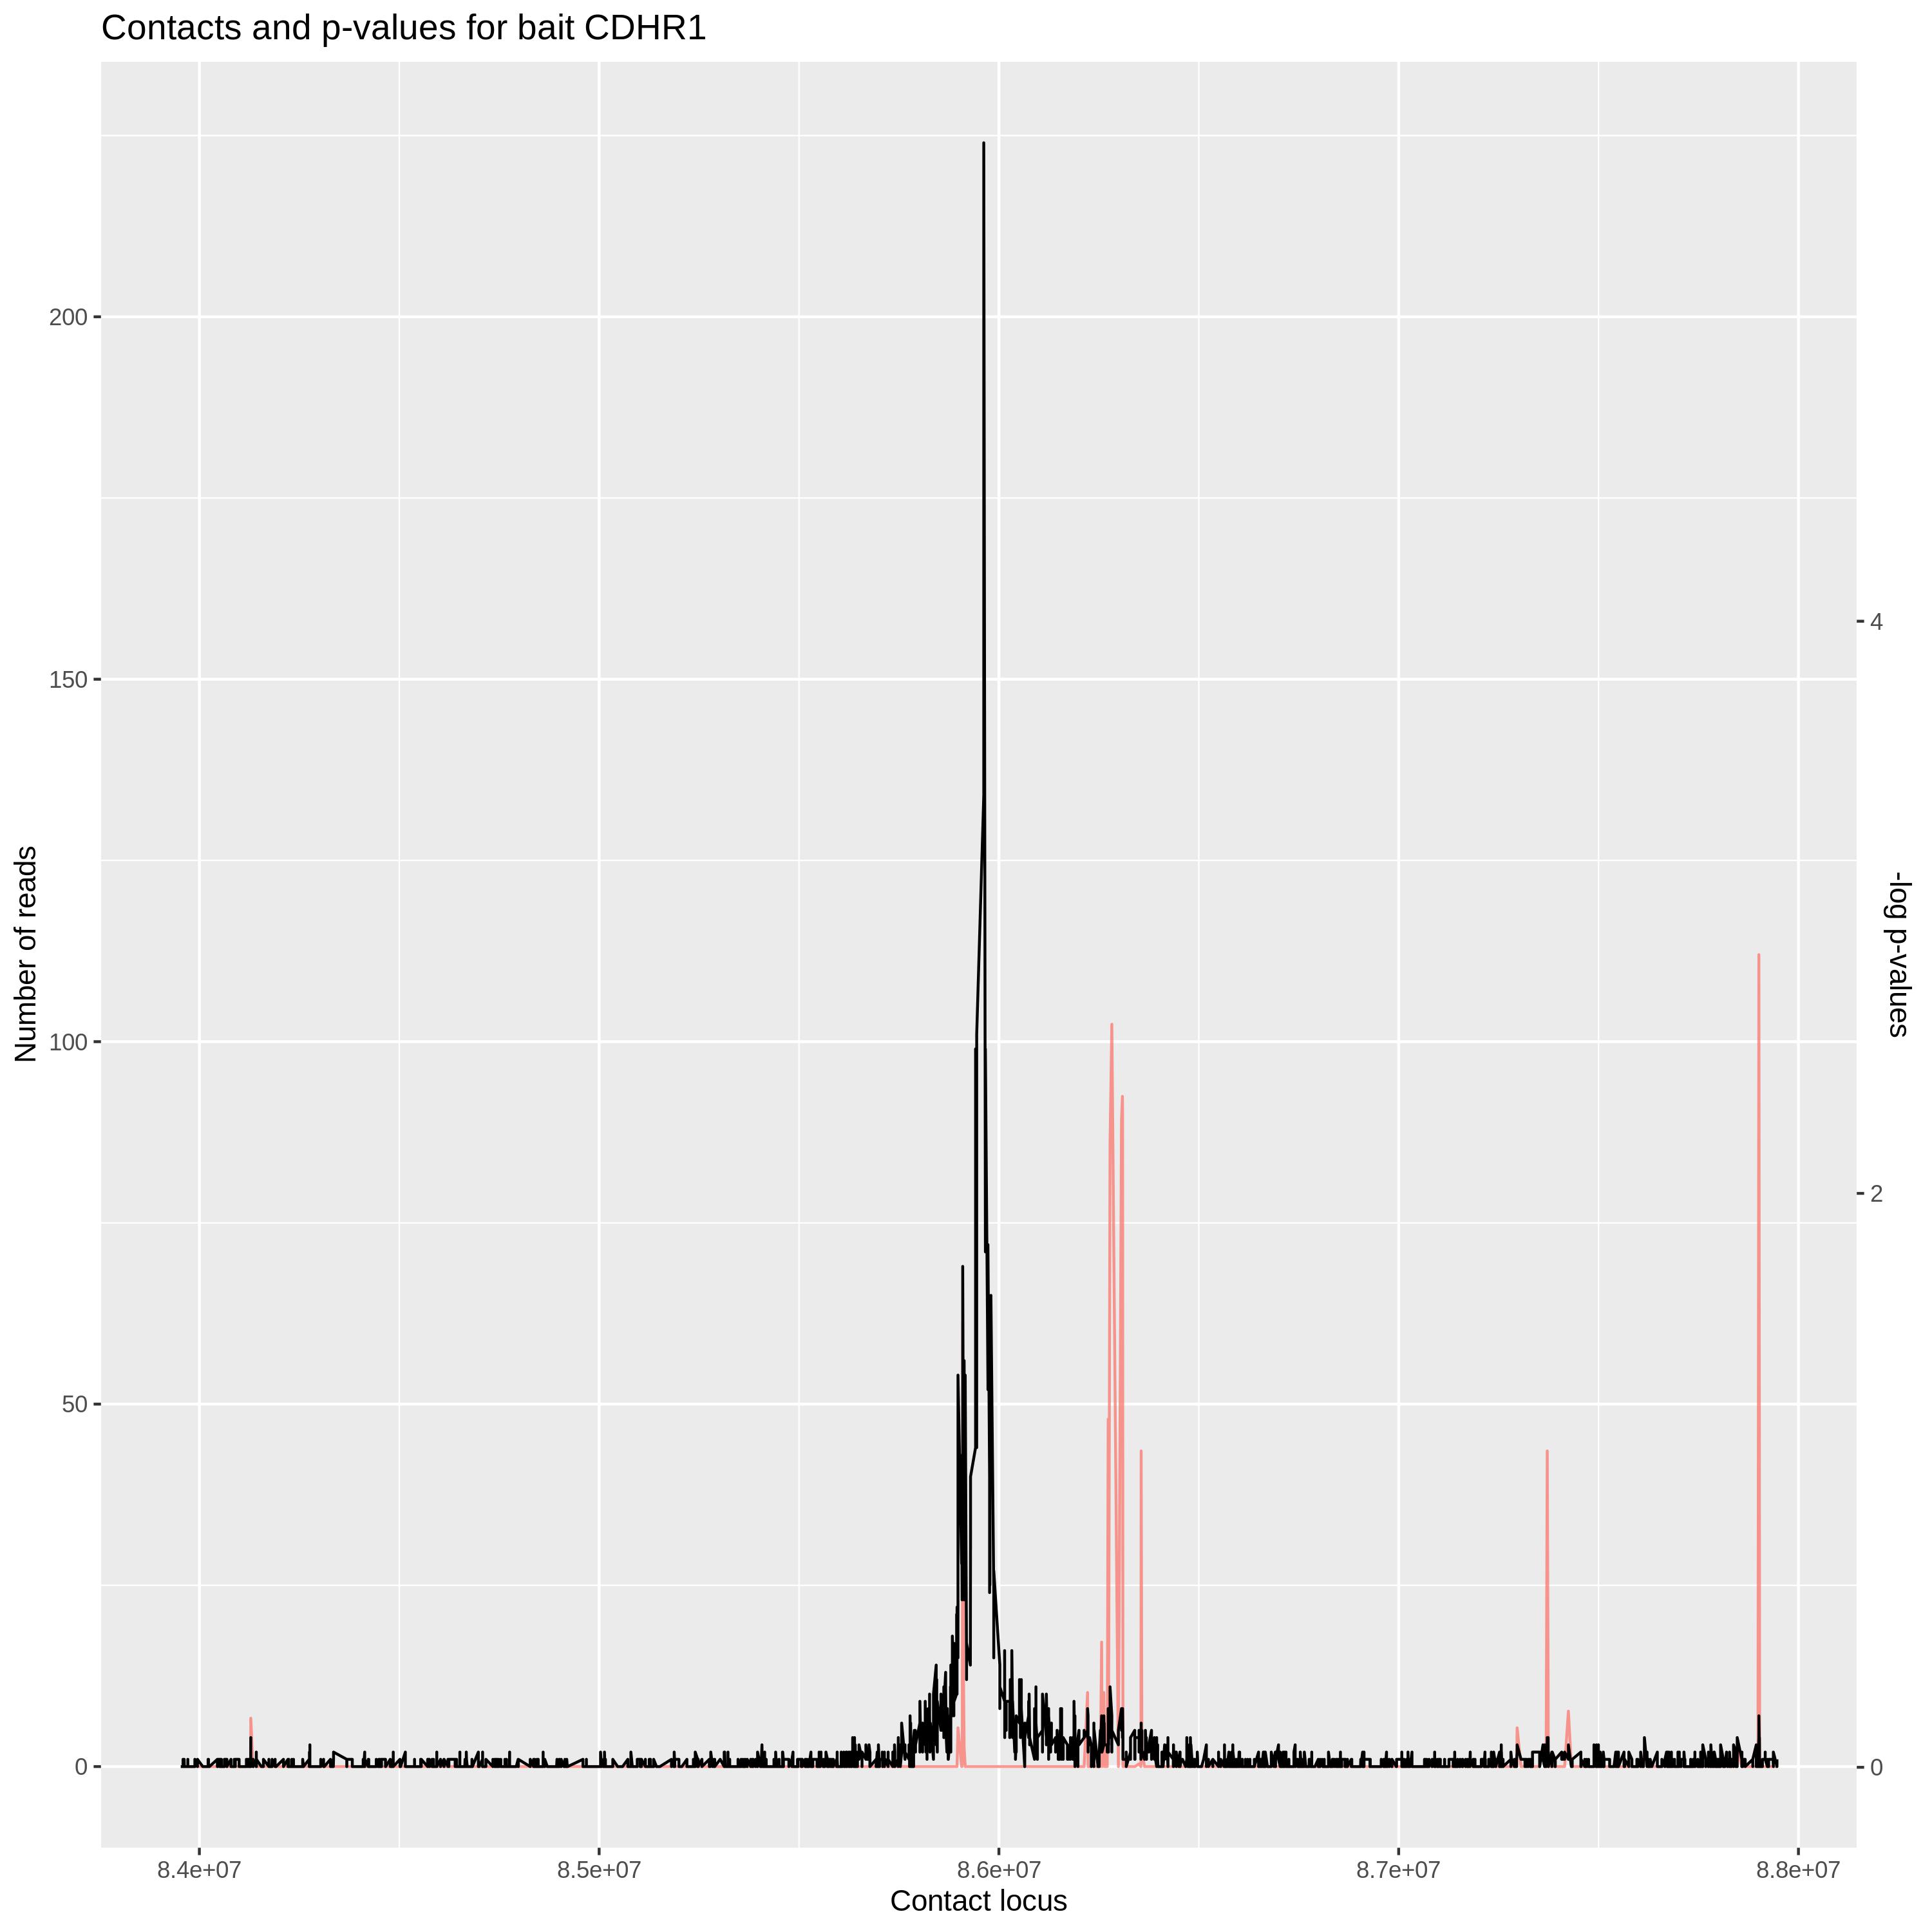 Contacts and p-values for bait CDHR1
Number of reads
200
150
100
50
0
4
2
0
-log p-values
8.4e+07 8.5e+07 8.6e+07 8.7e+07 8.8e+07
Contact locus